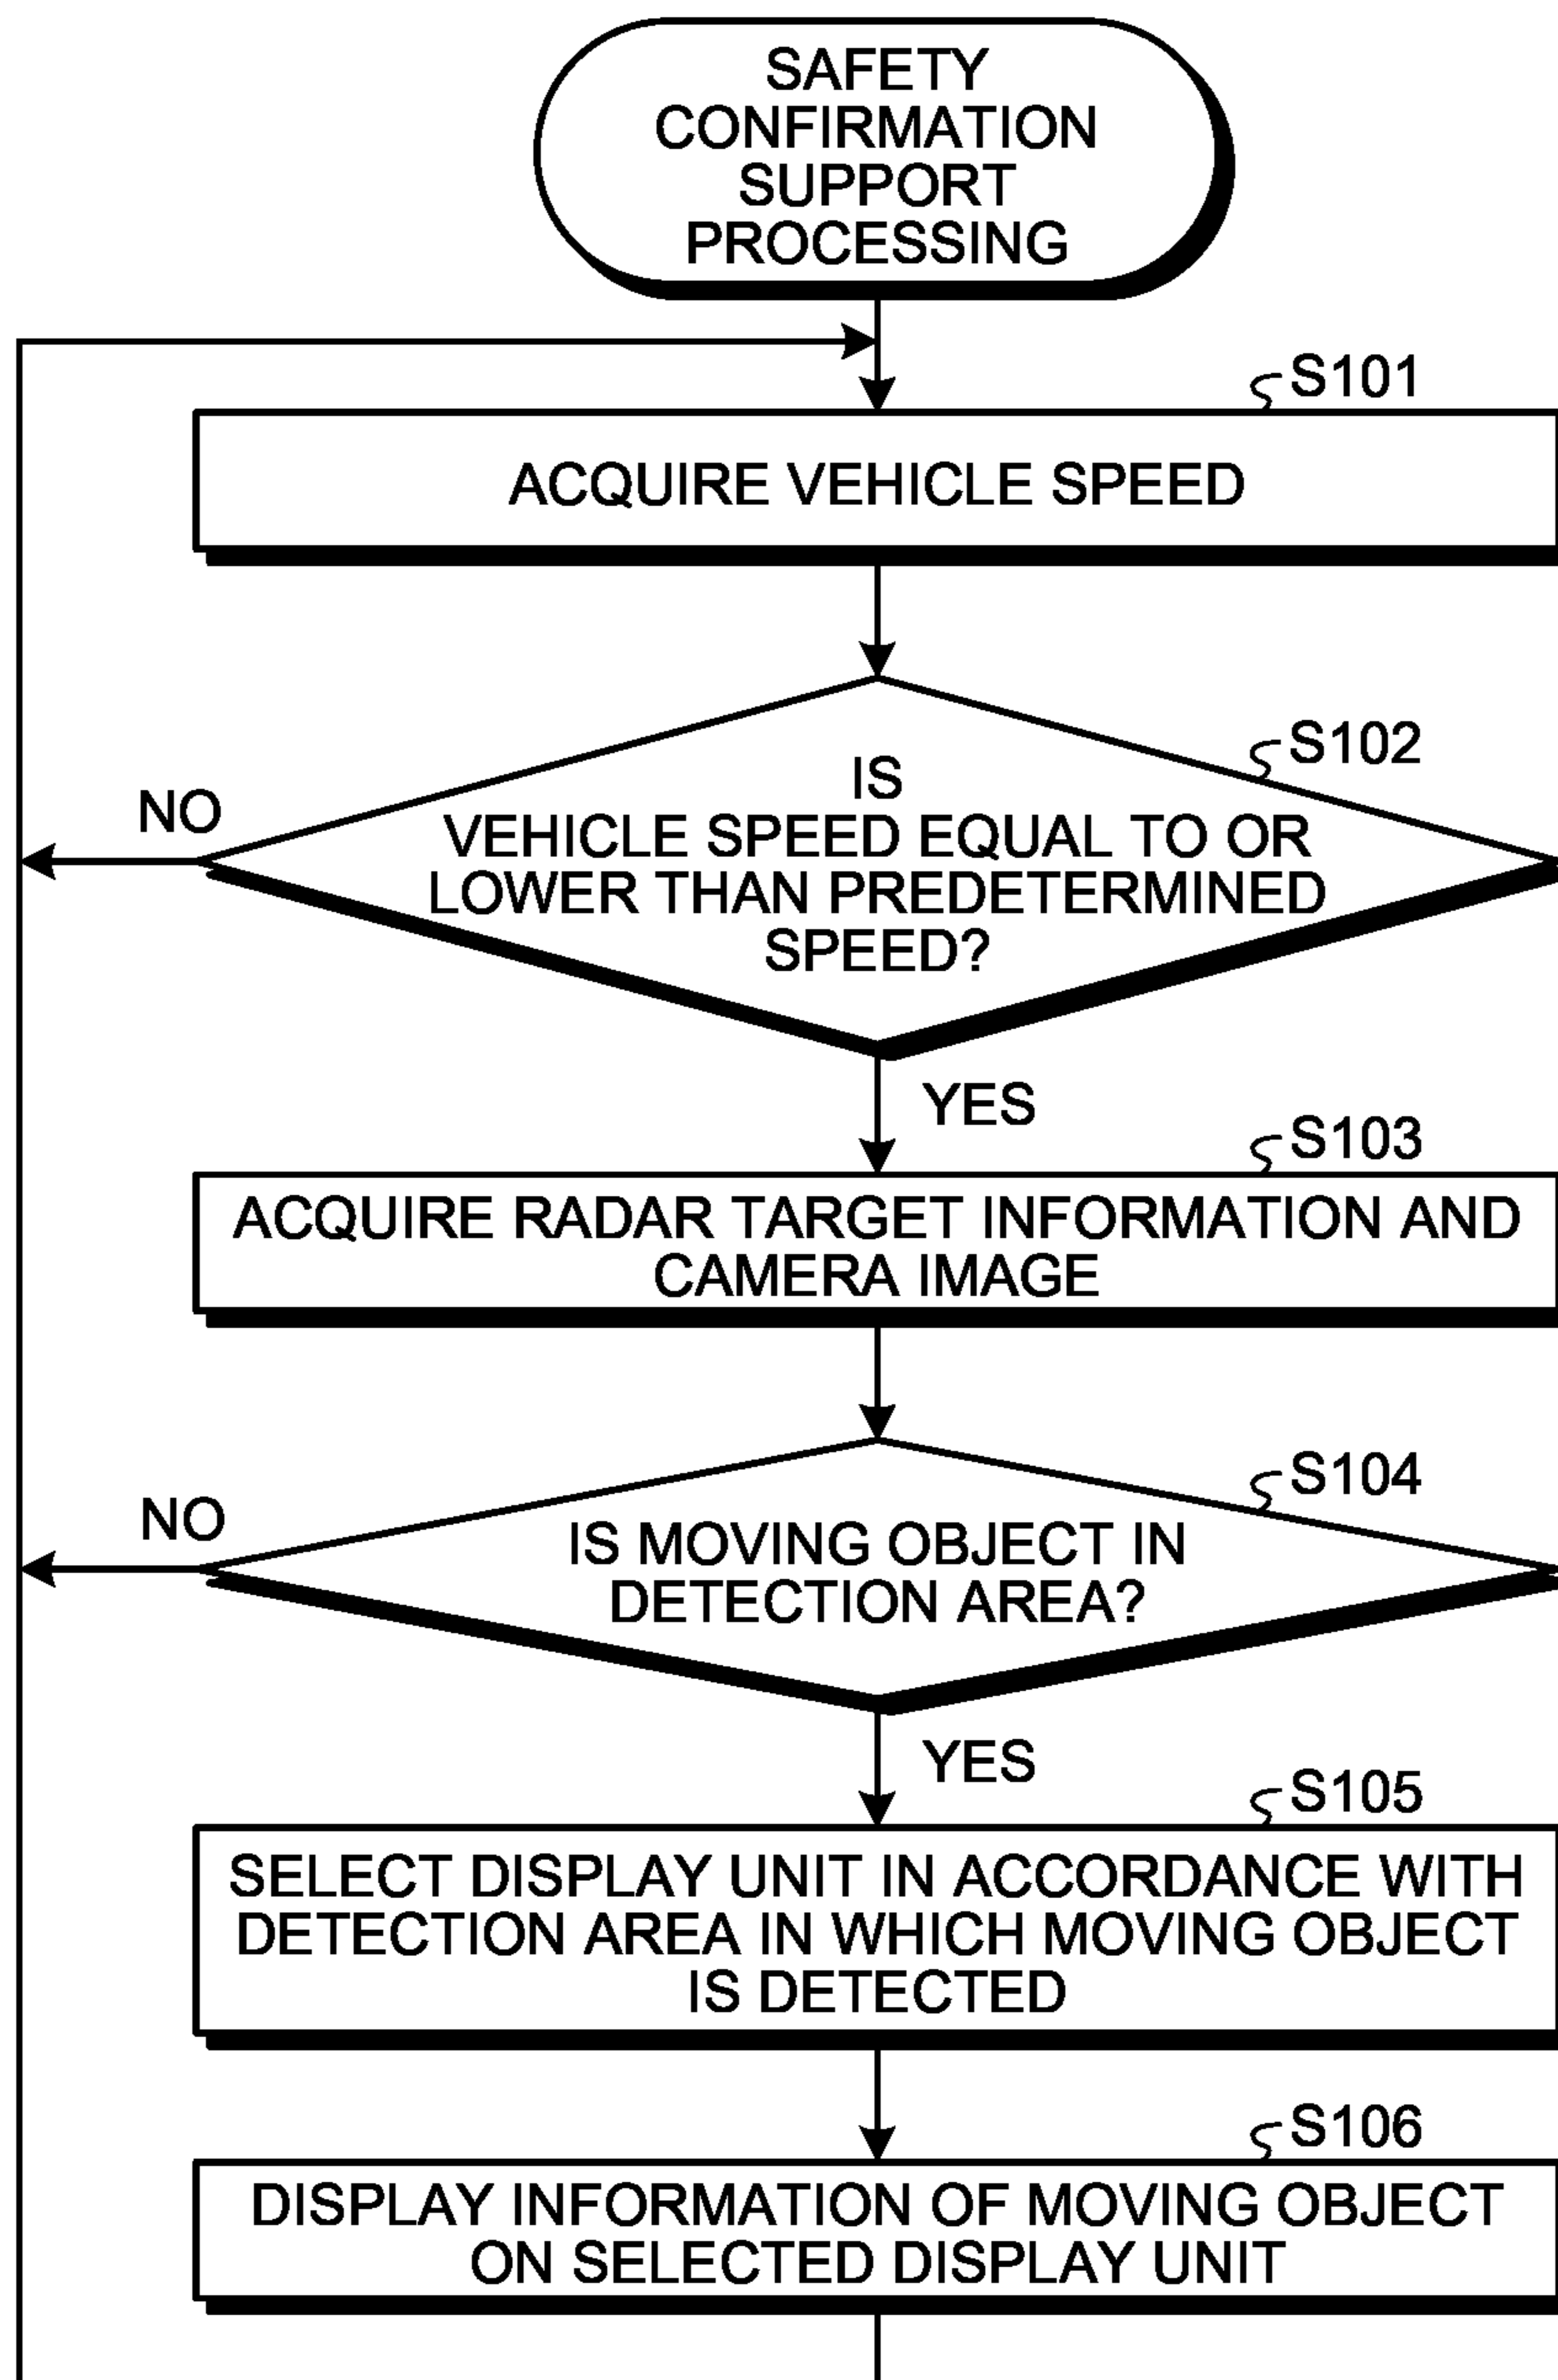 SAFETY
CONFIRMATION
SUPPORT
PROCESSING
S101
ACQUIRE VEHICLE SPEED
S102
IS
VEHICLE SPEED EQUAL TO OR
LOWER THAN PREDETERMINED
SPEED?
NO
YES
S103
ACQUIRE RADAR TARGET INFORMATION AND
CAMERA IMAGE
S104
NO
IS MOVING OBJECT IN
DETECTION AREA?
YES
S105
SELECT DISPLAY UNIT IN ACCORDANCE WITH
DETECTION AREA IN WHICH MOVING OBJECT
IS DETECTED
S106
DISPLAY INFORMATION OF MOVING OBJECT
ON SELECTED DISPLAY UNIT